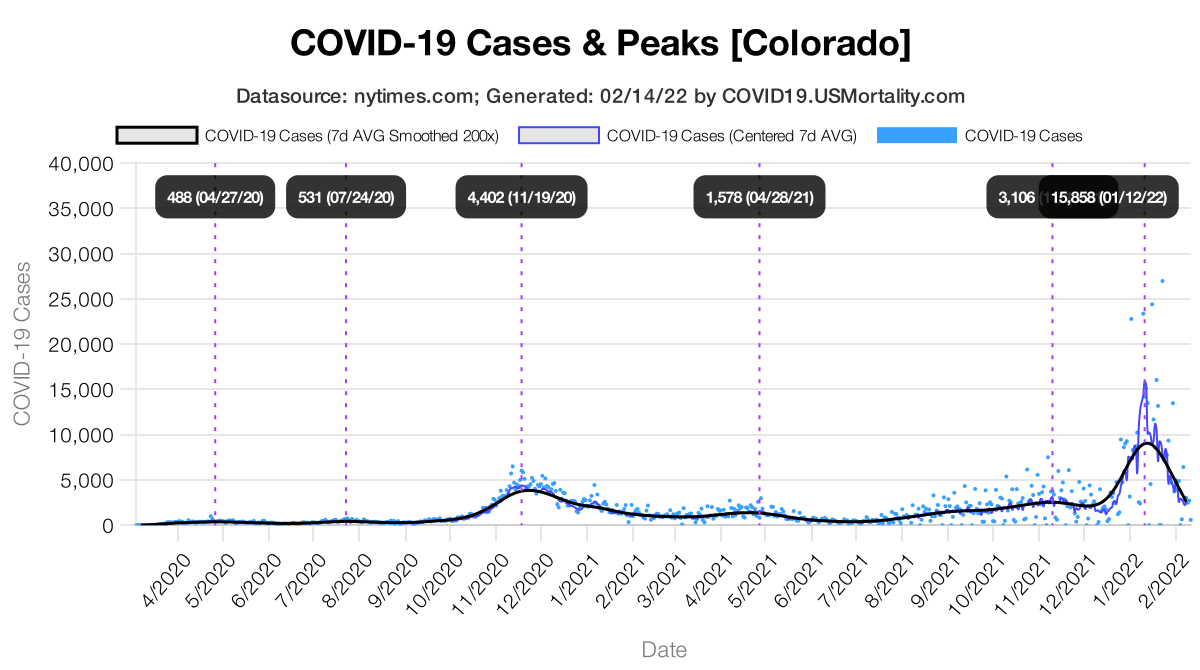 COVID-19 Cases & Peaks [Colorado]
Datasource: nytimes.com; Generated: 02/14/22 by COVID19.USMortality.com
COVID-19 Cases (7d AVG Smoothed 200x) COVID-19 Cases (Centered 7d AVG) COVID-19 Cases
40,000
488 (04/27/20) 531 (07/24/20) 4,402 (11/19/20) 1,578 (04/28/21) 3,106 15,858 (01/12/22)
35,000
30,000
25,000
20,000
15,000
10,000
5,000
0
COVID-19 Cases
4/2020 5/2020 6/2020 7/2020 8/2020 9/2020 10/2020 11/2020 12/2020 1/2021 2/2021 3/2021 4/2021 5/2021 6/2021 7/2021 8/2021 9/2021 10/2021 11/2021 12/2021 1/2022 2/2022
Date